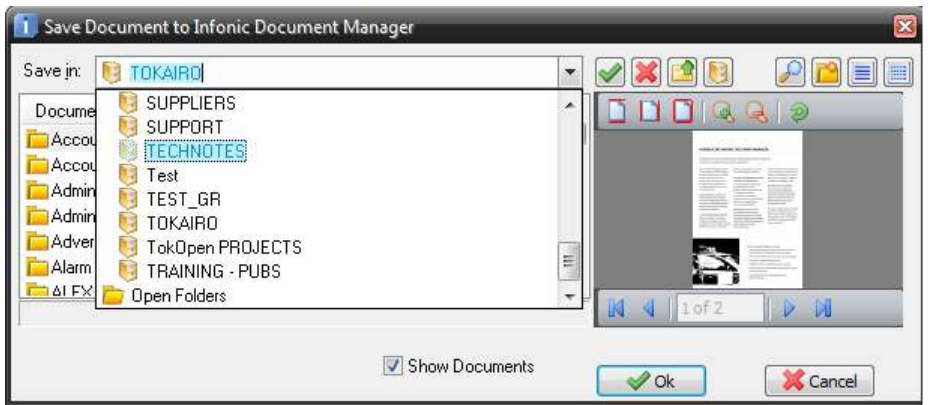 Save Document to Infonic Document Manager
Save in: TOKAIRO
Docume
Accou
Accou
Admin
Admin
Adver
Alarm
ALEX
SUPPLIERS
SUPPORT
TECHNOTES
Test
TEST_GR
TOKAIRO
TokOpen PROJECTS
TRAINING - PUBS
Open Folders
1 of 2
Show Documents
Ok
Cancel